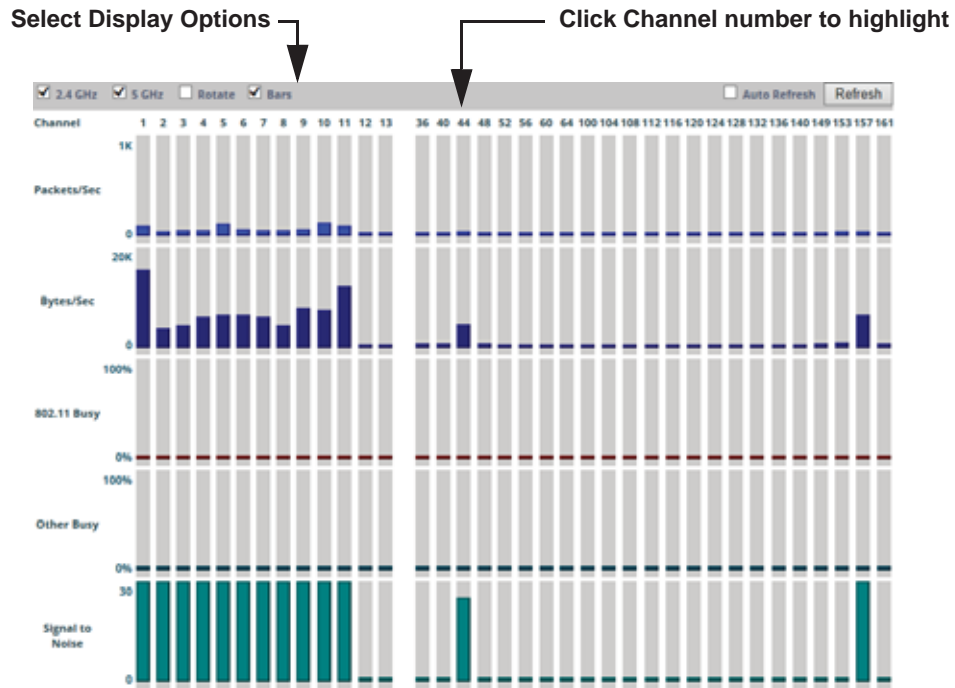 Select Display Options
Click Channel number to highlight
2.4 GHz 5 GHz Rotate Bars Auto Refresh Refresh
Channel 1 2 3 4 5 6 7 8 9 10 11 12 13 36 40 44 48 52 56 60 64 100 104 108 112 116 120 124 128 132 136 140 149 153 157 161
1K
Packets/Sec
0
20K
Bytes/Sec
0
100%
802.11 Busy
0%
100%
Other Busy
0%
30
Signal to
Noise
0